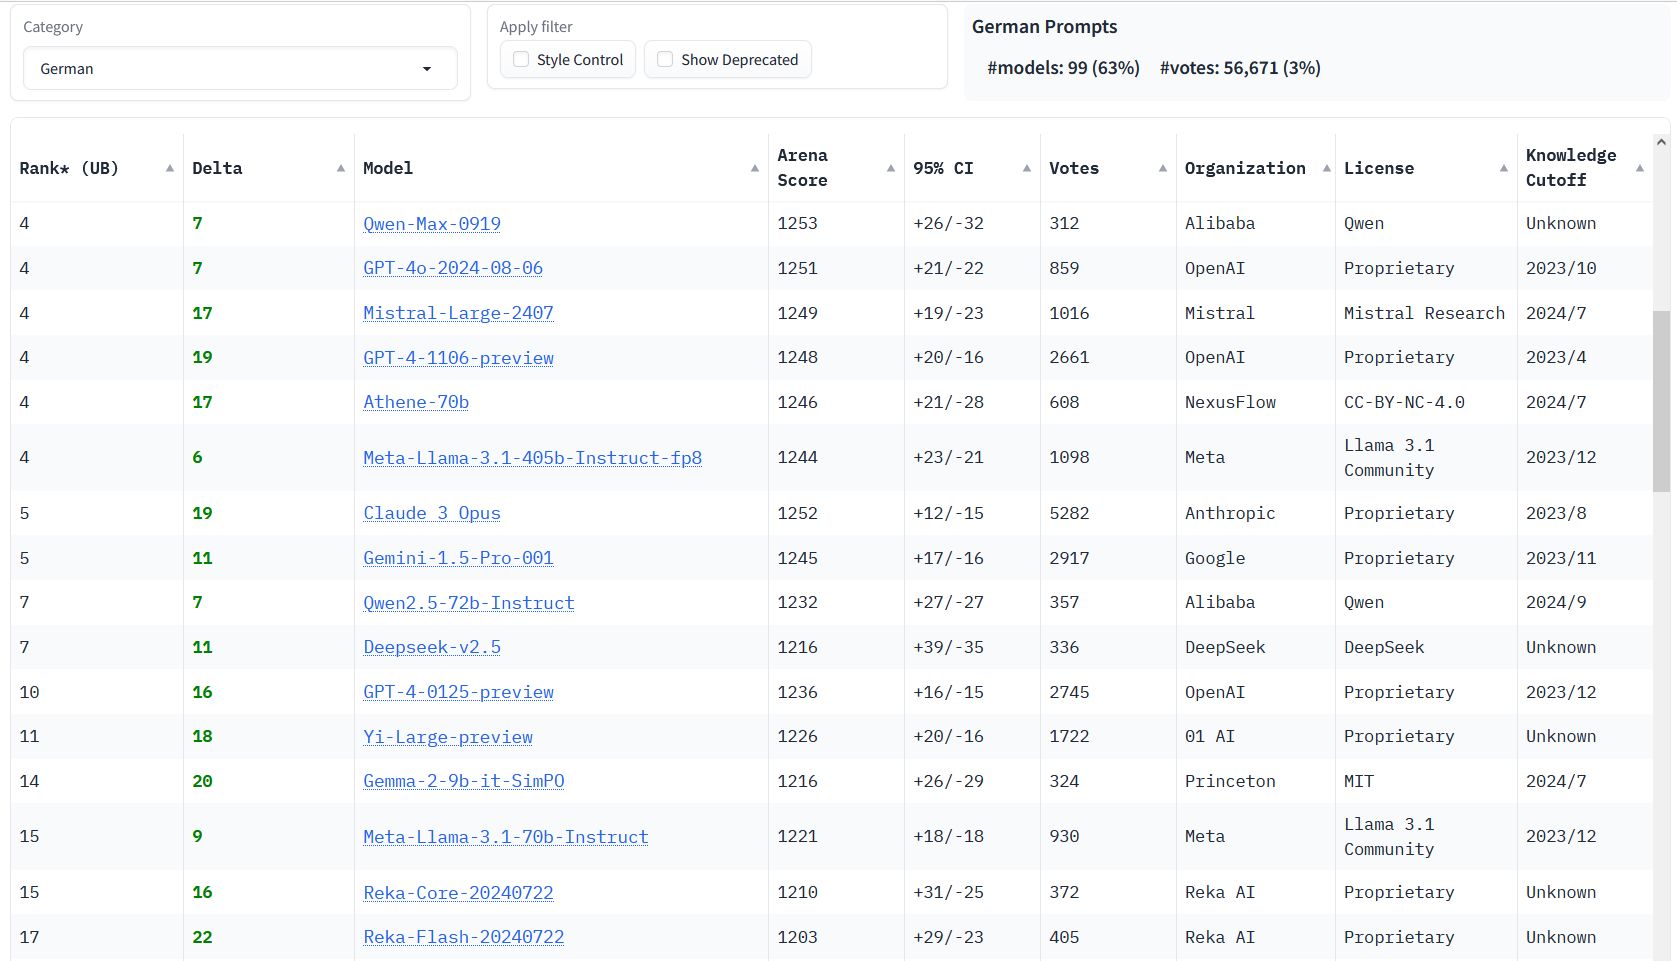 Category
German
Apply filter
Style Control Show Deprecated
German Prompts
#models: 99 (63%) #votes: 56,671 (3%)
Rank* (UB) Delta Model Arena Score 95% CI Votes Organization License Knowledge Cutoff
4 7 Qwen-Max-0919 1253 +26/-32 312 Alibaba Qwen Unknown
4 7 GPT-4o-2024-08-06 1251 +21/-22 859 OpenAI Proprietary 2023/10
4 17 Mistral-Large-2407 1249 +19/-23 1016 Mistral Mistral Research 2024/7
4 19 GPT-4-1106-preview 1248 +20/-16 2661 OpenAI Proprietary 2023/4
4 17 Athene-70b 1246 +21/-28 608 NexusFlow CC-BY-NC-4.0 2024/7
4 6 Meta-Llama-3.1-405b-Instruct-fp8 1244 +23/-21 1098 Meta Llama 3.1 Community 2023/12
5 19 Claude 3 Opus 1252 +12/-15 5282 Anthropic Proprietary 2023/8
5 11 Gemini-1.5-Pro-001 1245 +17/-16 2917 Google Proprietary 2023/11
7 7 Qwen2.5-72b-Instruct 1232 +27/-27 357 Alibaba Qwen 2024/9
7 11 Deepseek-v2.5 1216 +39/-35 336 DeepSeek DeepSeek Unknown
10 16 GPT-4-0125-preview 1236 +16/-15 2745 OpenAI Proprietary 2023/12
11 18 Yi-Large-preview 1226 +20/-16 1722 01 AI Proprietary Unknown
14 20 Gemma-2-9b-it-SimPO 1216 +26/-29 324 Princeton MIT 2024/7
15 9 Meta-Llama-3.1-70b-Instruct 1221 +18/-18 930 Meta Llama 3.1 Community 2023/12
15 16 Reka-Core-20240722 1210 +31/-25 372 Reka AI Proprietary Unknown
17 22 Reka-Flash-20240722 1203 +29/-23 405 Reka AI Proprietary Unknown